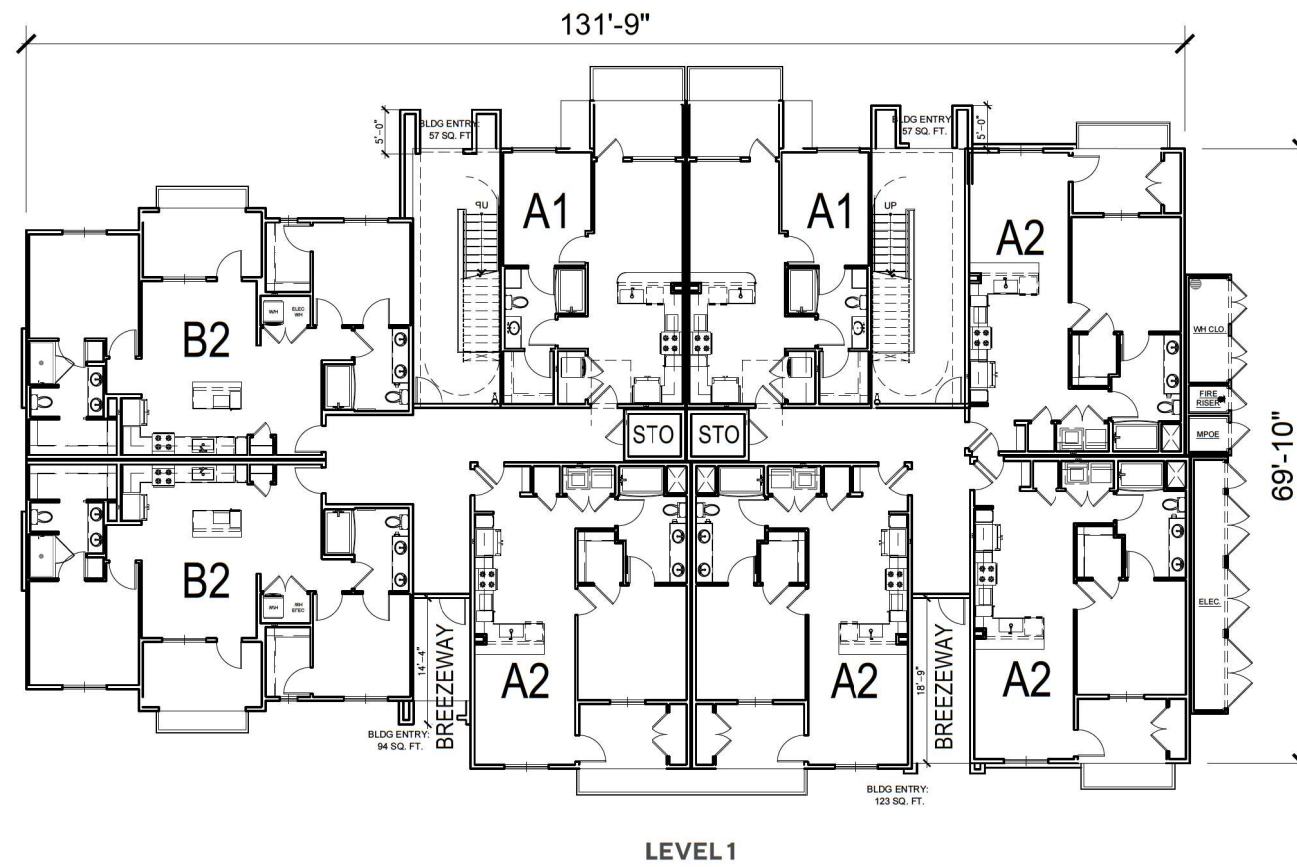 131'-9"
BLDG ENTRY:
57 SQ. FT.
5'-0"
BLDG ENTRY:
57 SQ. FT.
5'-0"
UP
A1
A1
UP
A2
B2
WH
ELEC
WH
WH CLO.
FIRE
RISER
MPOE
STO
STO
69'-10"
B2
WH
ELEC
WH
ELEC.
14'-4"
BREEZEWAY
A2
A2
18'-9"
BREEZEWAY
A2
BLDG ENTRY:
94 SQ. FT.
BLDG ENTRY:
123 SQ. FT.
LEVEL 1